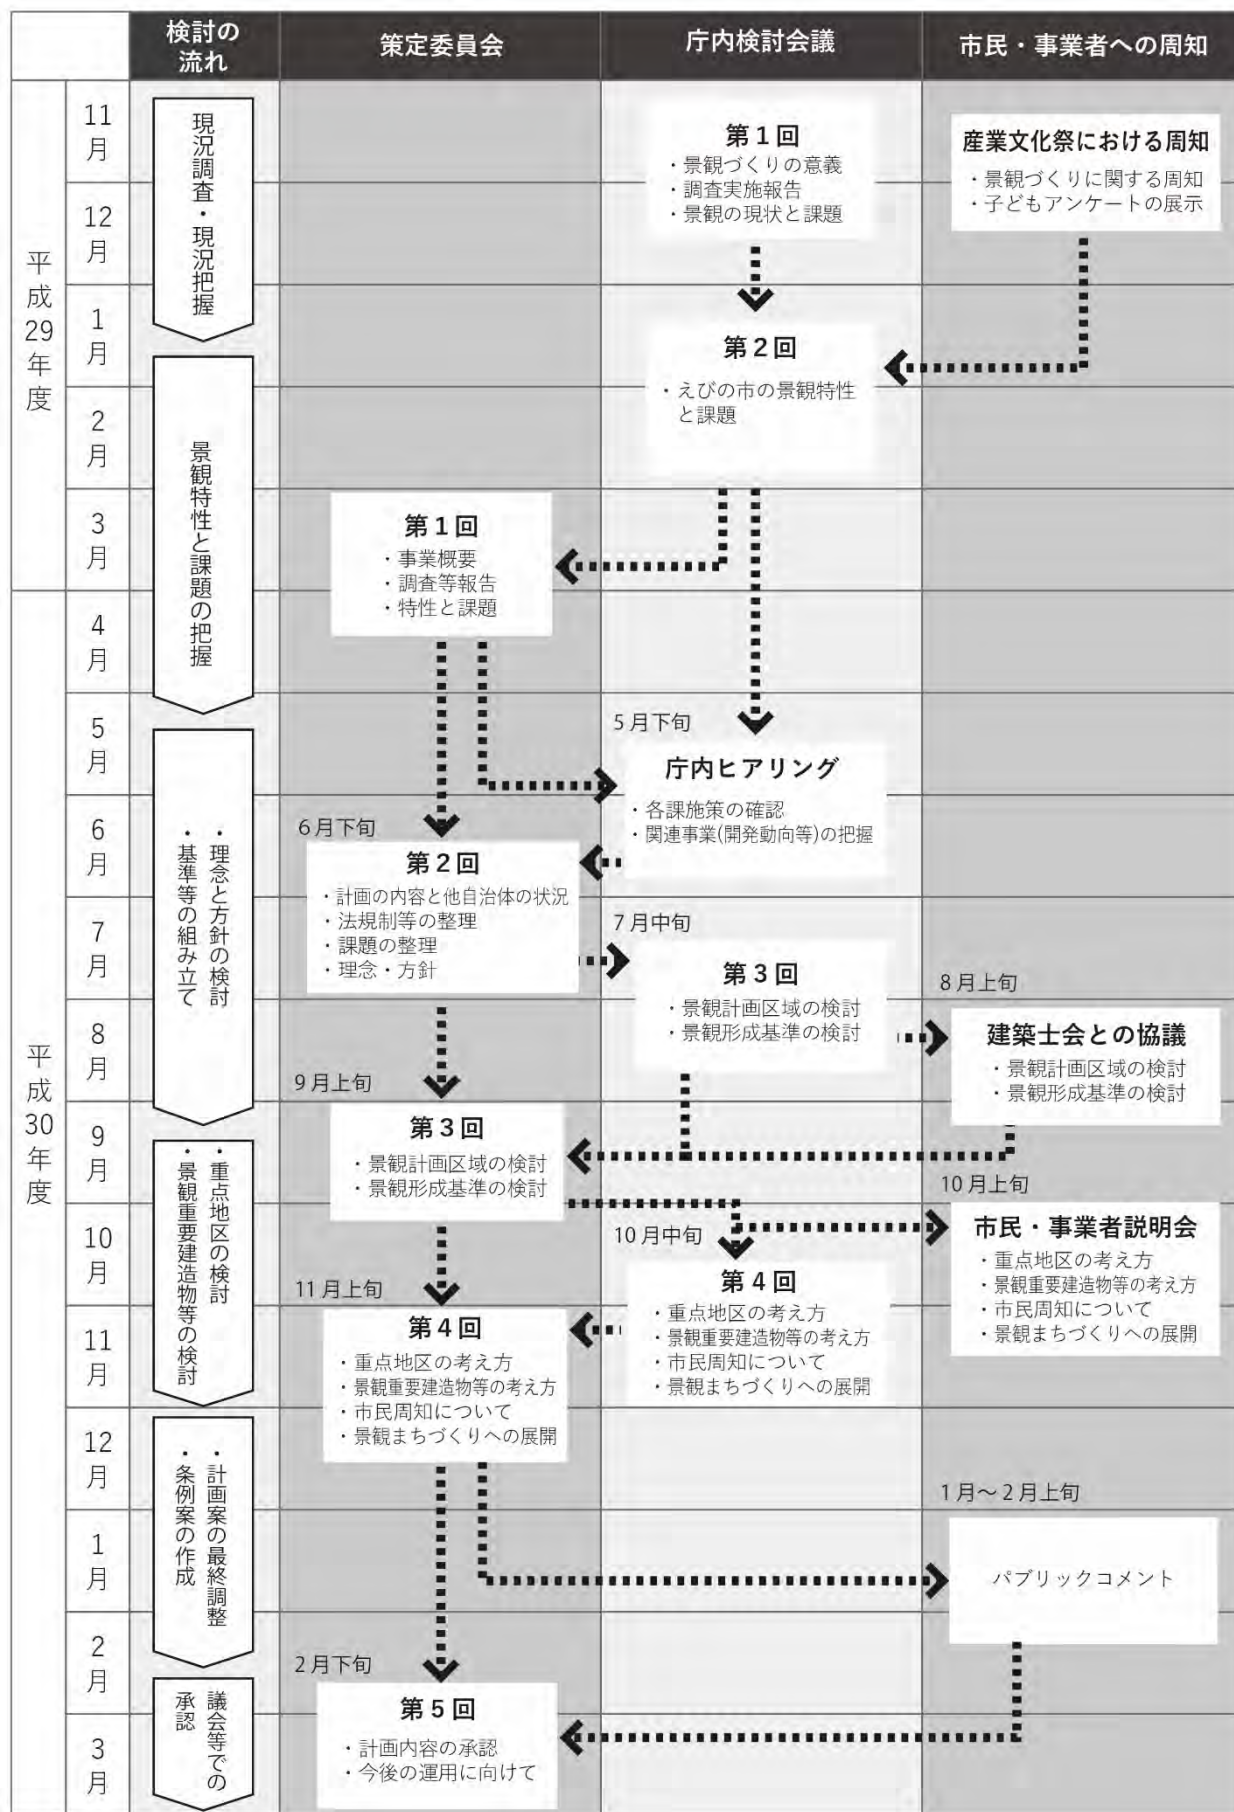 検討の
流れ
策定委員会
庁内検討会議
市民・事業者への周知
平成29年度
11月
12月
1月
2月
3月
平成30年度
4月
5月
6月
7月
8月
9月
10月
11月
12月
1月
2月
3月
現況調査・現況把握
景観特性と課題の把握
・理念と方針の検討
・基準等の組み立て
・重点地区の検討
・景観重要建造物等の検討
・計画案の最終調整
・条例案の作成
議会等での
承認
第1回
・景観づくりの意義
・調査実施報告
・景観の現状と課題
産業文化祭における周知
・景観づくりに関する周知
・子どもアンケートの展示
第2回
・えびの市の景観特性
と課題
第1回
・事業概要
・調査等報告
・特性と課題
5月下旬
庁内ヒアリング
・各課施策の確認
・関連事業(開発動向等)の把握
6月下旬
第2回
・計画の内容と他自治体の状況
・法規制等の整理
・課題の整理
・理念・方針
7月中旬
第3回
・景観計画区域の検討
・景観形成基準の検討
8月上旬
建築士会との協議
・景観計画区域の検討
・景観形成基準の検討
9月上旬
第3回
・景観計画区域の検討
・景観形成基準の検討
10月上旬
市民・事業者説明会
・重点地区の考え方
・景観重要建造物等の考え方
・市民周知について
・景観まちづくりへの展開
10月中旬
第4回
・重点地区の考え方
・景観重要建造物等の考え方
・市民周知について
・景観まちづくりへの展開
11月上旬
第4回
・重点地区の考え方
・景観重要建造物等の考え方
・市民周知について
・景観まちづくりへの展開
1月～2月上旬
パブリックコメント
2月下旬
第5回
・計画内容の承認
・今後の運用に向けて